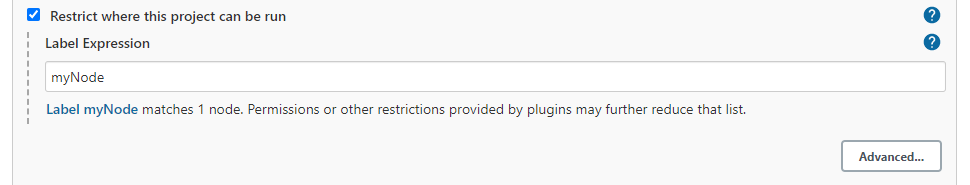 Restrict where this project can be run
?
Label Expression
?
myNode
Label myNode matches 1 node. Permissions or other restrictions provided by plugins may further reduce that list.
Advanced...